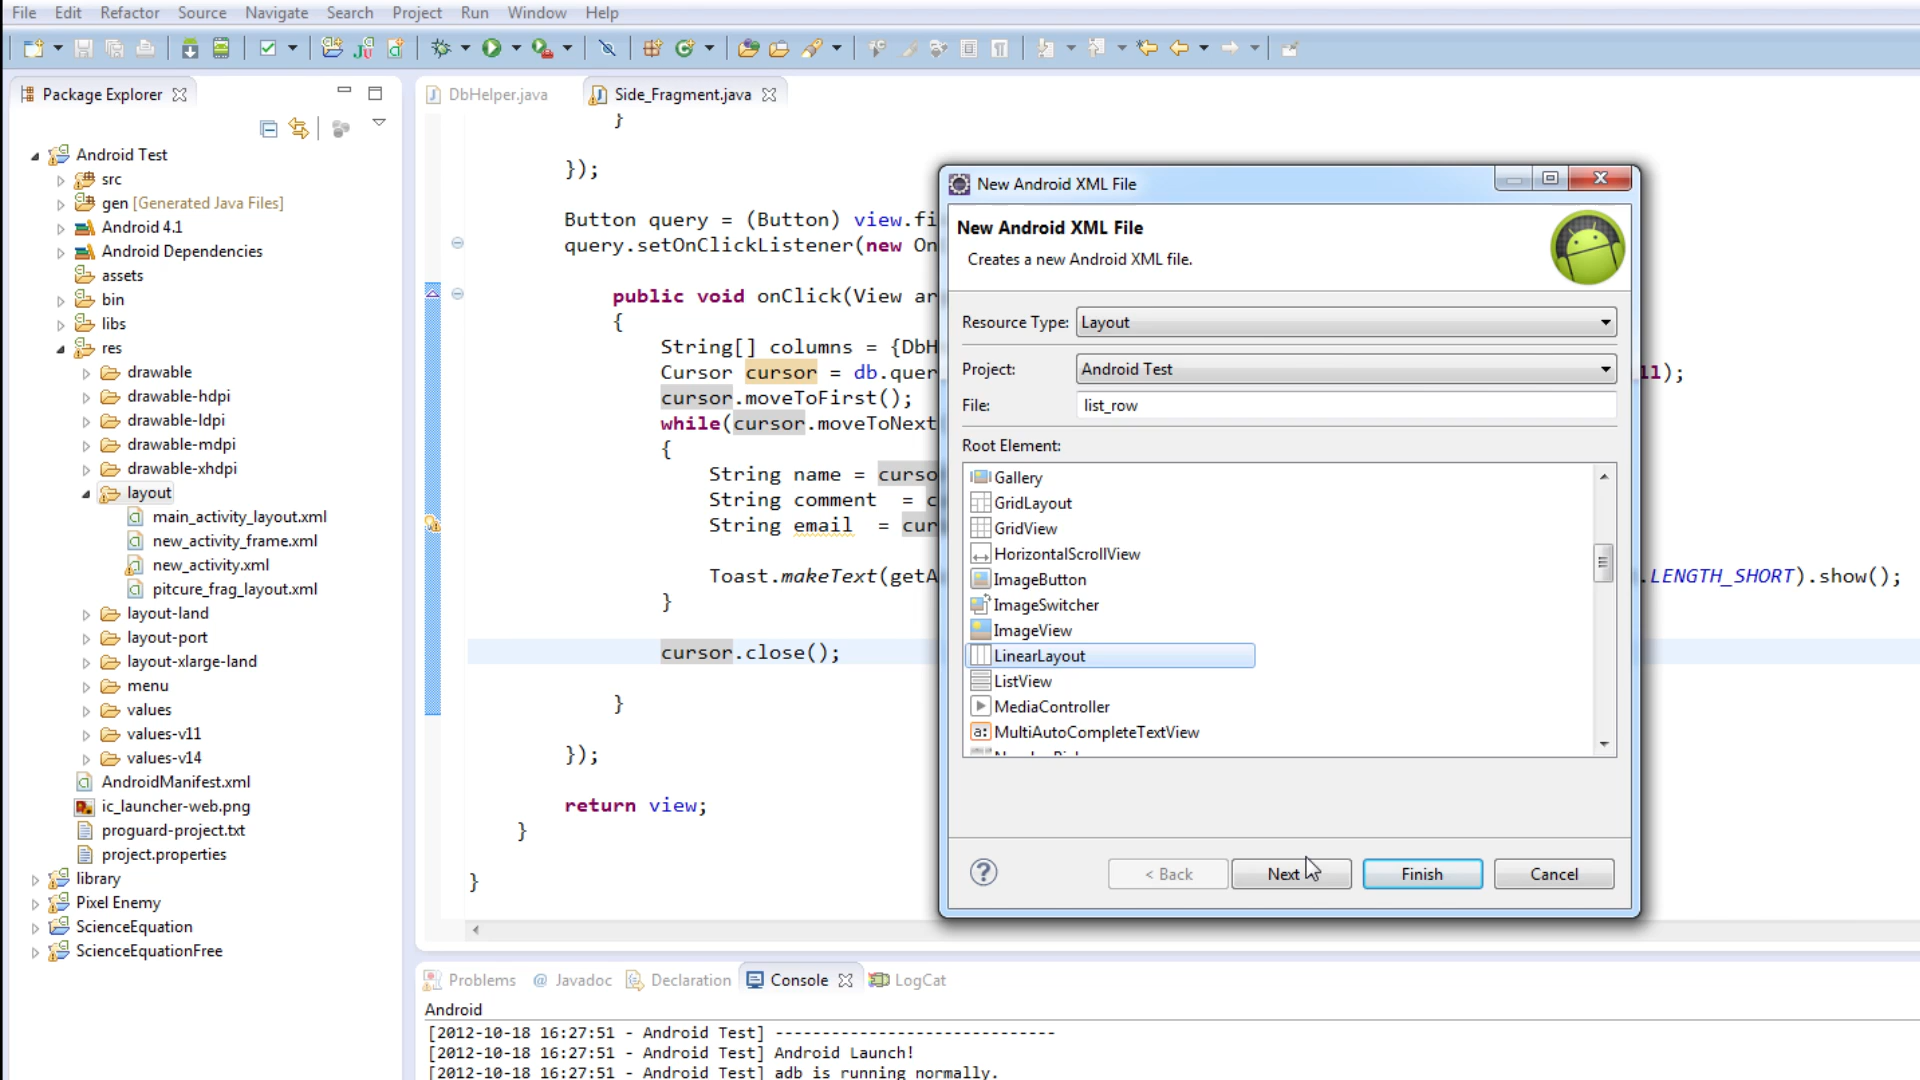 File Edit Refactor Source Navigate Search Project Run Window Help
Package Explorer
DbHelper.java
Side_Fragment.java
Android Test
src
gen [Generated Java Files]
Android 4.1
Android Dependencies
assets
bin
libs
res
drawable
drawable-hdpi
drawable-ldpi
drawable-mdpi
drawable-xhdpi
layout
main_activity_layout.xml
new_activity_frame.xml
new_activity.xml
pitcure_frag_layout.xml
layout-land
layout-port
layout-xlarge-land
menu
values
values-v11
values-v14
AndroidManifest.xml
ic_launcher-web.png
proguard-project.txt
project.properties
library
Pixel Enemy
ScienceEquation
ScienceEquationFree
}
});
Button query = (Button) view.fi
query.setOnClickListener(new On
public void onClick(View ar
{
String[] columns = {DbH
Cursor cursor = db.quer
ll);
cursor.moveToFirst();
while(cursor.moveToNext
{
String name = curso
String comment = c
String email = cur
Toast.makeText(getA
.LENGTH_SHORT).show();
}
cursor.close();
}
});
return view;
}
}
New Android XML File
New Android XML File
Creates a new Android XML file.
Resource Type: Layout
Project: Android Test
File: list_row
Root Element:
Gallery
GridLayout
GridView
HorizontalScrollView
ImageButton
ImageSwitcher
ImageView
LinearLayout
ListView
MediaController
MultiAutoCompleteTextView
< Back Next Finish Cancel
Problems @ Javadoc Declaration Console LogCat
Android
[2012-10-18 16:27:51 - Android Test] ------------------------------
[2012-10-18 16:27:51 - Android Test] Android Launch!
[2012-10-18 16:27:51 - Android Test] adb is running normally.